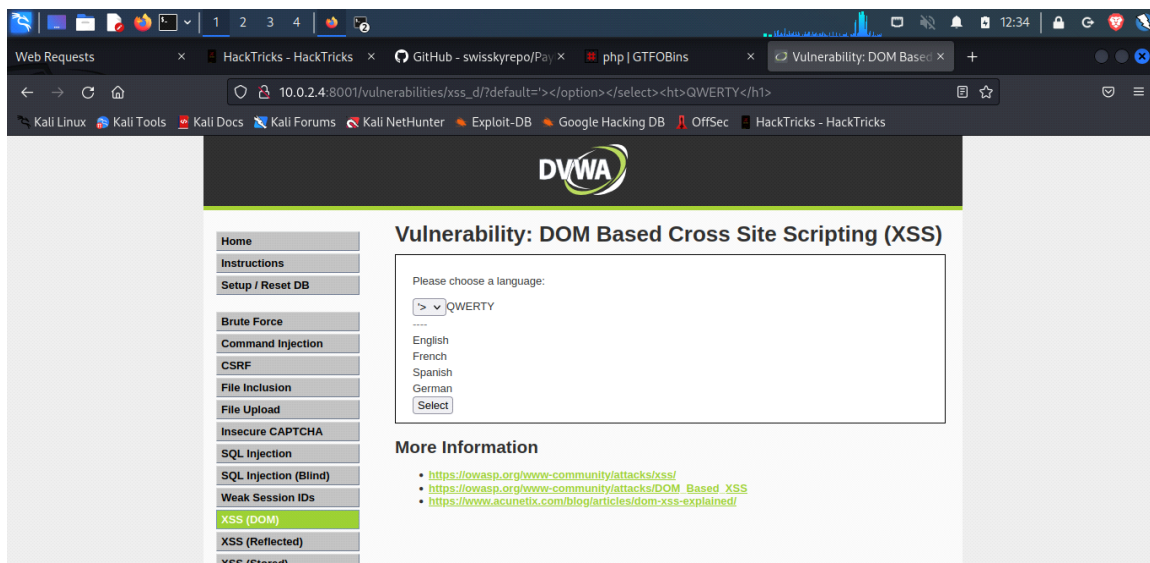 1 2 3 4 2 12:34
Web Requests HackTricks - HackTricks GitHub - swisskyrepo/Pay php | GTFOBins Vulnerability: DOM Based
10.0.2.4:8001/vulnerabilities/xss_d/?default='></option></select><ht>QWERTY</h1>
Kali Linux Kali Tools Kali Docs Kali Forums Kali NetHunter Exploit-DB Google Hacking DB OffSec HackTricks - HackTricks
DVWA
Home
Instructions
Setup / Reset DB
Brute Force
Command Injection
CSRF
File Inclusion
File Upload
Insecure CAPTCHA
SQL Injection
SQL Injection (Blind)
Weak Session IDs
XSS (DOM)
XSS (Reflected)
XSS (Stored)
Vulnerability: DOM Based Cross Site Scripting (XSS)
Please choose a language:
'> QWERTY
----
English
French
Spanish
German
Select
More Information
https://owasp.org/www-community/attacks/xss/
https://owasp.org/www-community/attacks/DOM_Based_XSS
https://www.acunetix.com/blog/articles/dom-xss-explained/